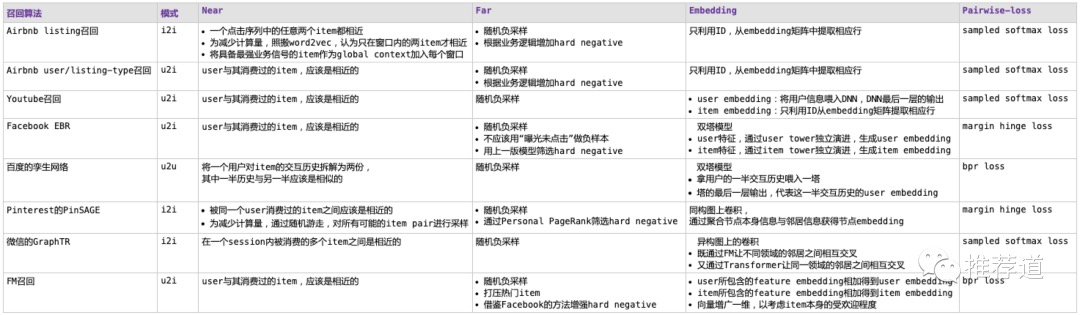 召回算法 模式 Near Far Embedding Pairwise-loss
Airbnb listing召回 i2i
• 一个点击序列中的任意两个item都相近
• 为减少计算量，照搬word2vec，认为只在窗口内的两item才相近
• 将具备最强业务信号的item作为global context加入每个窗口
• 随机负采样
• 根据业务逻辑增加hard negative
只利用ID，从embedding矩阵中提取相应行
sampled softmax loss
Airbnb user/listing-type召回 u2i
user与其消费过的item，应该是相近的
• 随机负采样
• 根据业务逻辑增加hard negative
只利用ID，从embedding矩阵中提取相应行
sampled softmax loss
Youtube召回 u2i
user与其消费过的item，应该是相近的
随机负采样
• user embedding：将用户信息喂入DNN，DNN最后一层的输出
• item embedding：只利用ID从embedding矩阵中提取相应行
sampled softmax loss
Facebook EBR u2i
user与其消费过的item，应该是相近的
• 随机负采样
• 不应该用“曝光未点击”做负样本
• 用上一版模型筛选hard negative
双塔模型
• user特征，通过user tower独立演进，生成user embedding
• item特征，通过item tower独立演进，生成item embedding
margin hinge loss
百度的孪生网络 u2u
将一个用户对item的交互历史拆解为两份，
其中一半历史与另一半应该是相似的
随机负采样
双塔模型
• 拿用户的一半交互历史喂入一塔
• 塔的最后一层输出，代表这一半交互历史的user embedding
bpr loss
Pinterest的PinSAGE i2i
• 被同一个user消费过的item之间应该是相近的
• 为减少计算量，通过随机游走，对所有可能的item pair进行采样
• 随机负采样
• 通过Personal PageRank筛选hard negative
同构图上卷积，
通过聚合节点本身信息与邻居信息获得节点embedding
margin hinge loss
微信的GraphTR i2i
在一个session内被消费的多个item之间是相近的
随机负采样
异构图上的卷积
• 既通过FM让不同领域的邻居之间相互交叉
• 又通过Transformer让同一领域的邻居之间相互交叉
sampled softmax loss
FM召回 u2i
user与其消费过的item，应该是相近的
• 随机负采样
• 打压热门item
• 借鉴Facebook的方法增强hard negative
• user所包含的feature embedding相加得到user embedding
• item所包含的feature embedding相加得到item embedding
• 向量增广一维，以考虑item本身的受欢迎程度
bpr loss
推荐道